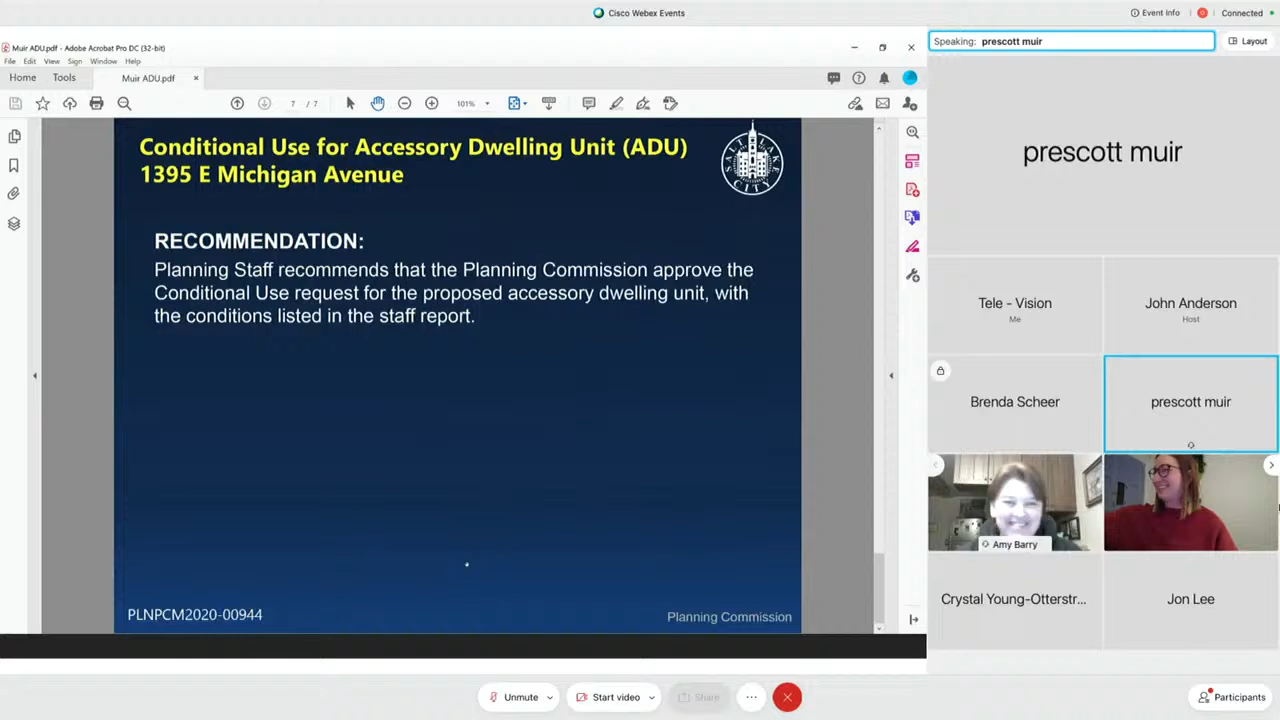 Cisco Webex Events
Event Info
Connected
Muir ADU.pdf - Adobe Acrobat Pro DC (32-bit)
File Edit View Sign Window Help
Home Tools Muir ADU.pdf ×
7 / 7 101%
Conditional Use for Accessory Dwelling Unit (ADU)
1395 E Michigan Avenue
SALT LAKE CITY
RECOMMENDATION:
Planning Staff recommends that the Planning Commission approve the
Conditional Use request for the proposed accessory dwelling unit, with
the conditions listed in the staff report.
PLNPCM2020-00944
Planning Commission
Speaking: prescott muir
Layout
prescott muir
Tele - Vision
Me
John Anderson
Host
Brenda Scheer
prescott muir
Amy Barry
Crystal Young-Otterstr...
Jon Lee
Unmute
Start video
Share
Participants